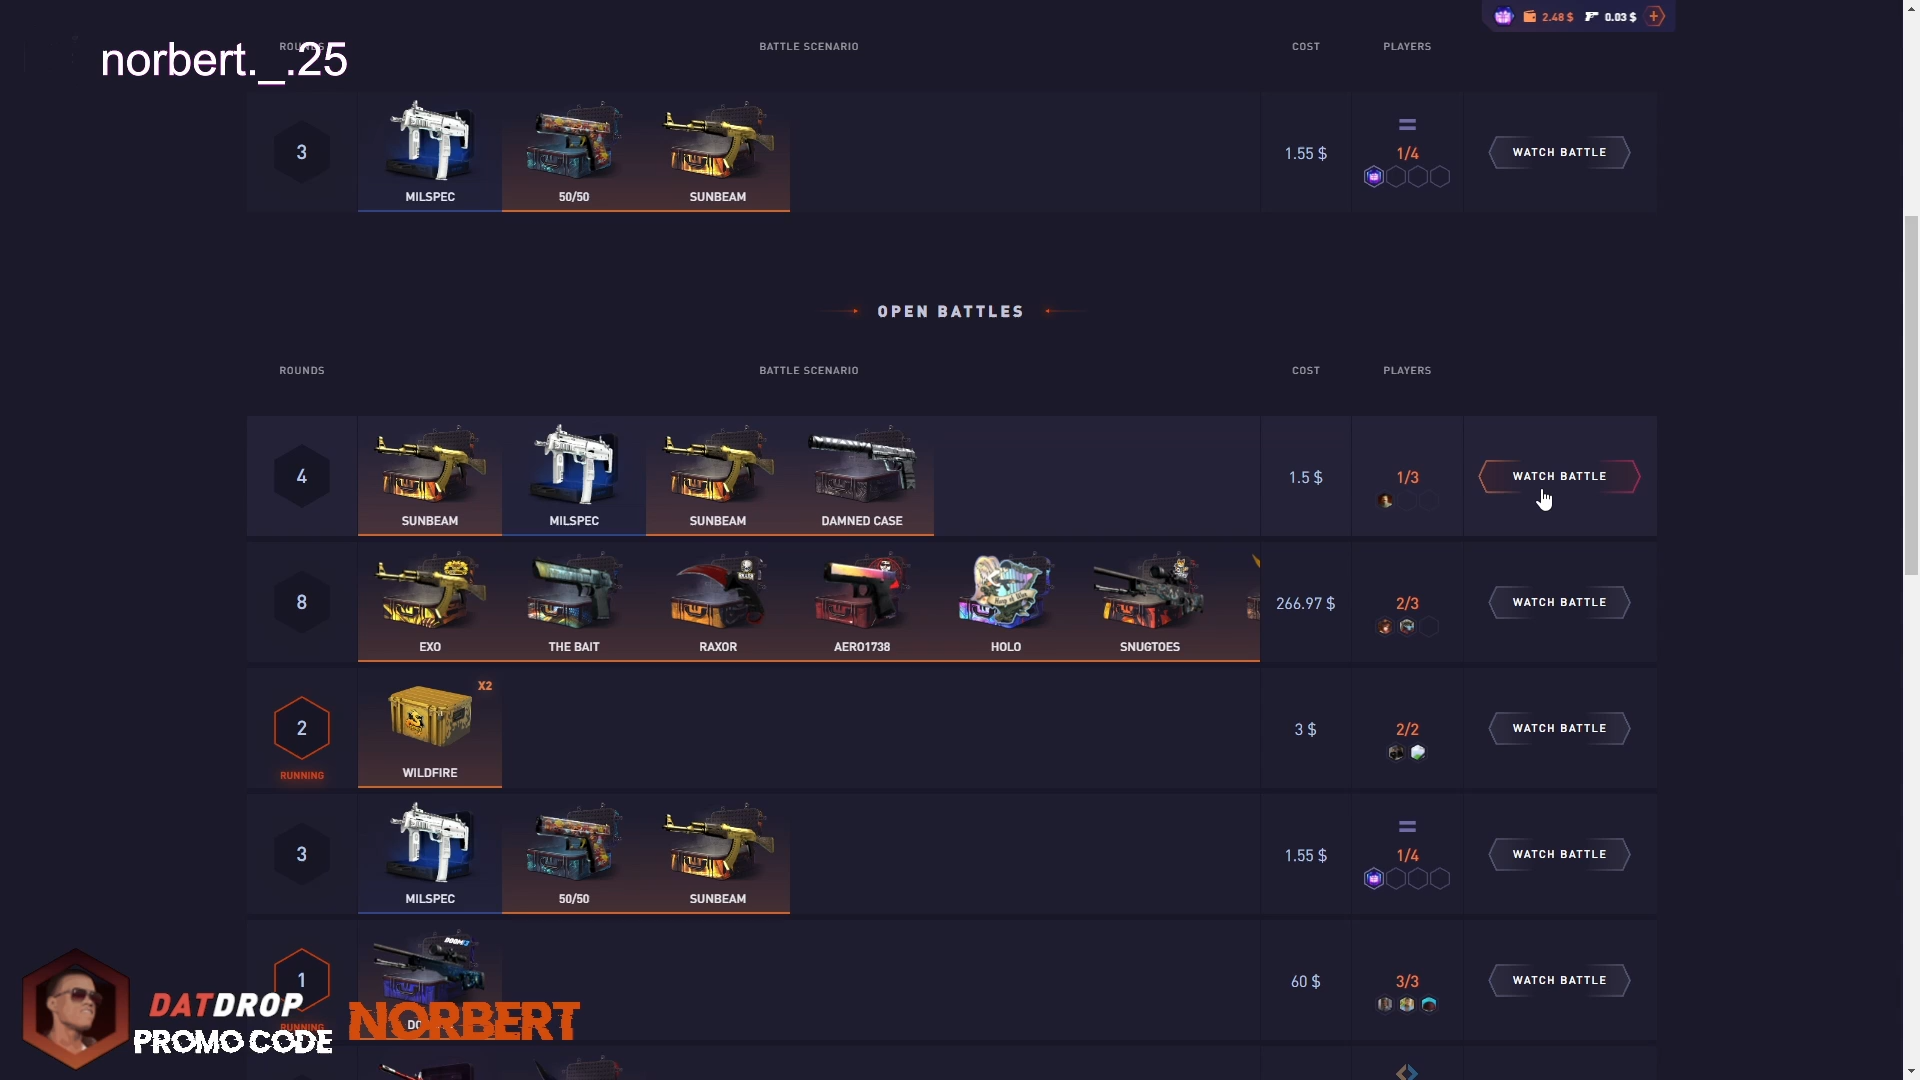 2.48 $ 0.03 $ +
norbert._.25
ROUNDS BATTLE SCENARIO COST PLAYERS
3 MILSPEC 50/50 SUNBEAM 1.55 $ = 1/4 WATCH BATTLE
OPEN BATTLES
ROUNDS BATTLE SCENARIO COST PLAYERS
4 SUNBEAM MILSPEC SUNBEAM DAMNED CASE 1.5 $ 1/3 WATCH BATTLE
8 EXO THE BAIT RAXOR AERO1738 HOLO SNUGTOES 266.97 $ 2/3 WATCH BATTLE
2 RUNNING X2 WILDFIRE 3 $ 2/2 WATCH BATTLE
3 MILSPEC 50/50 SUNBEAM 1.55 $ = 1/4 WATCH BATTLE
1 RUNNING 60 $ 3/3 WATCH BATTLE
DATDROP
PROMO CODE
NORBERT